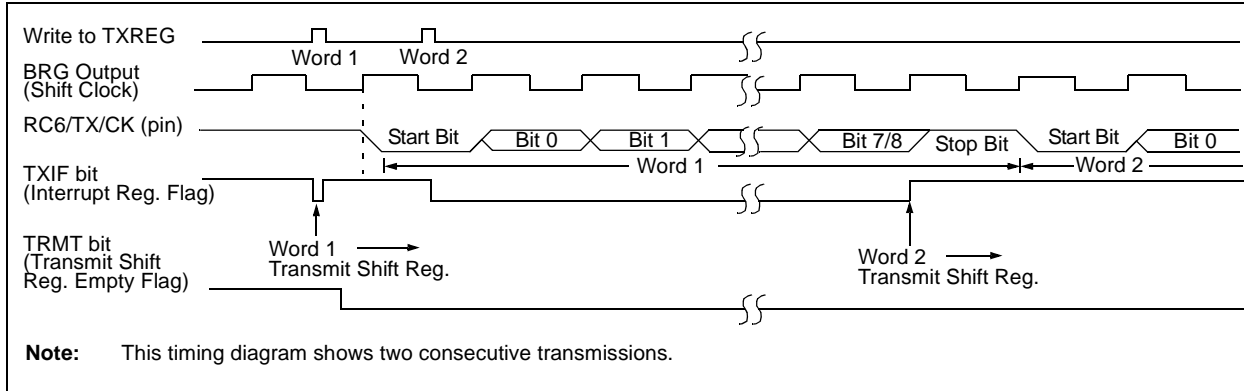 Write to TXREG
Word 1
Word 2
BRG Output
(Shift Clock)
RC6/TX/CK (pin)
Start Bit
Bit 0
Bit 1
Bit 7/8
Stop Bit
Start Bit
Bit 0
Word 1
Word 2
TXIF bit
(Interrupt Reg. Flag)
Word 1
Transmit Shift Reg.
Word 2
Transmit Shift Reg.
TRMT bit
(Transmit Shift
Reg. Empty Flag)
Note: This timing diagram shows two consecutive transmissions.